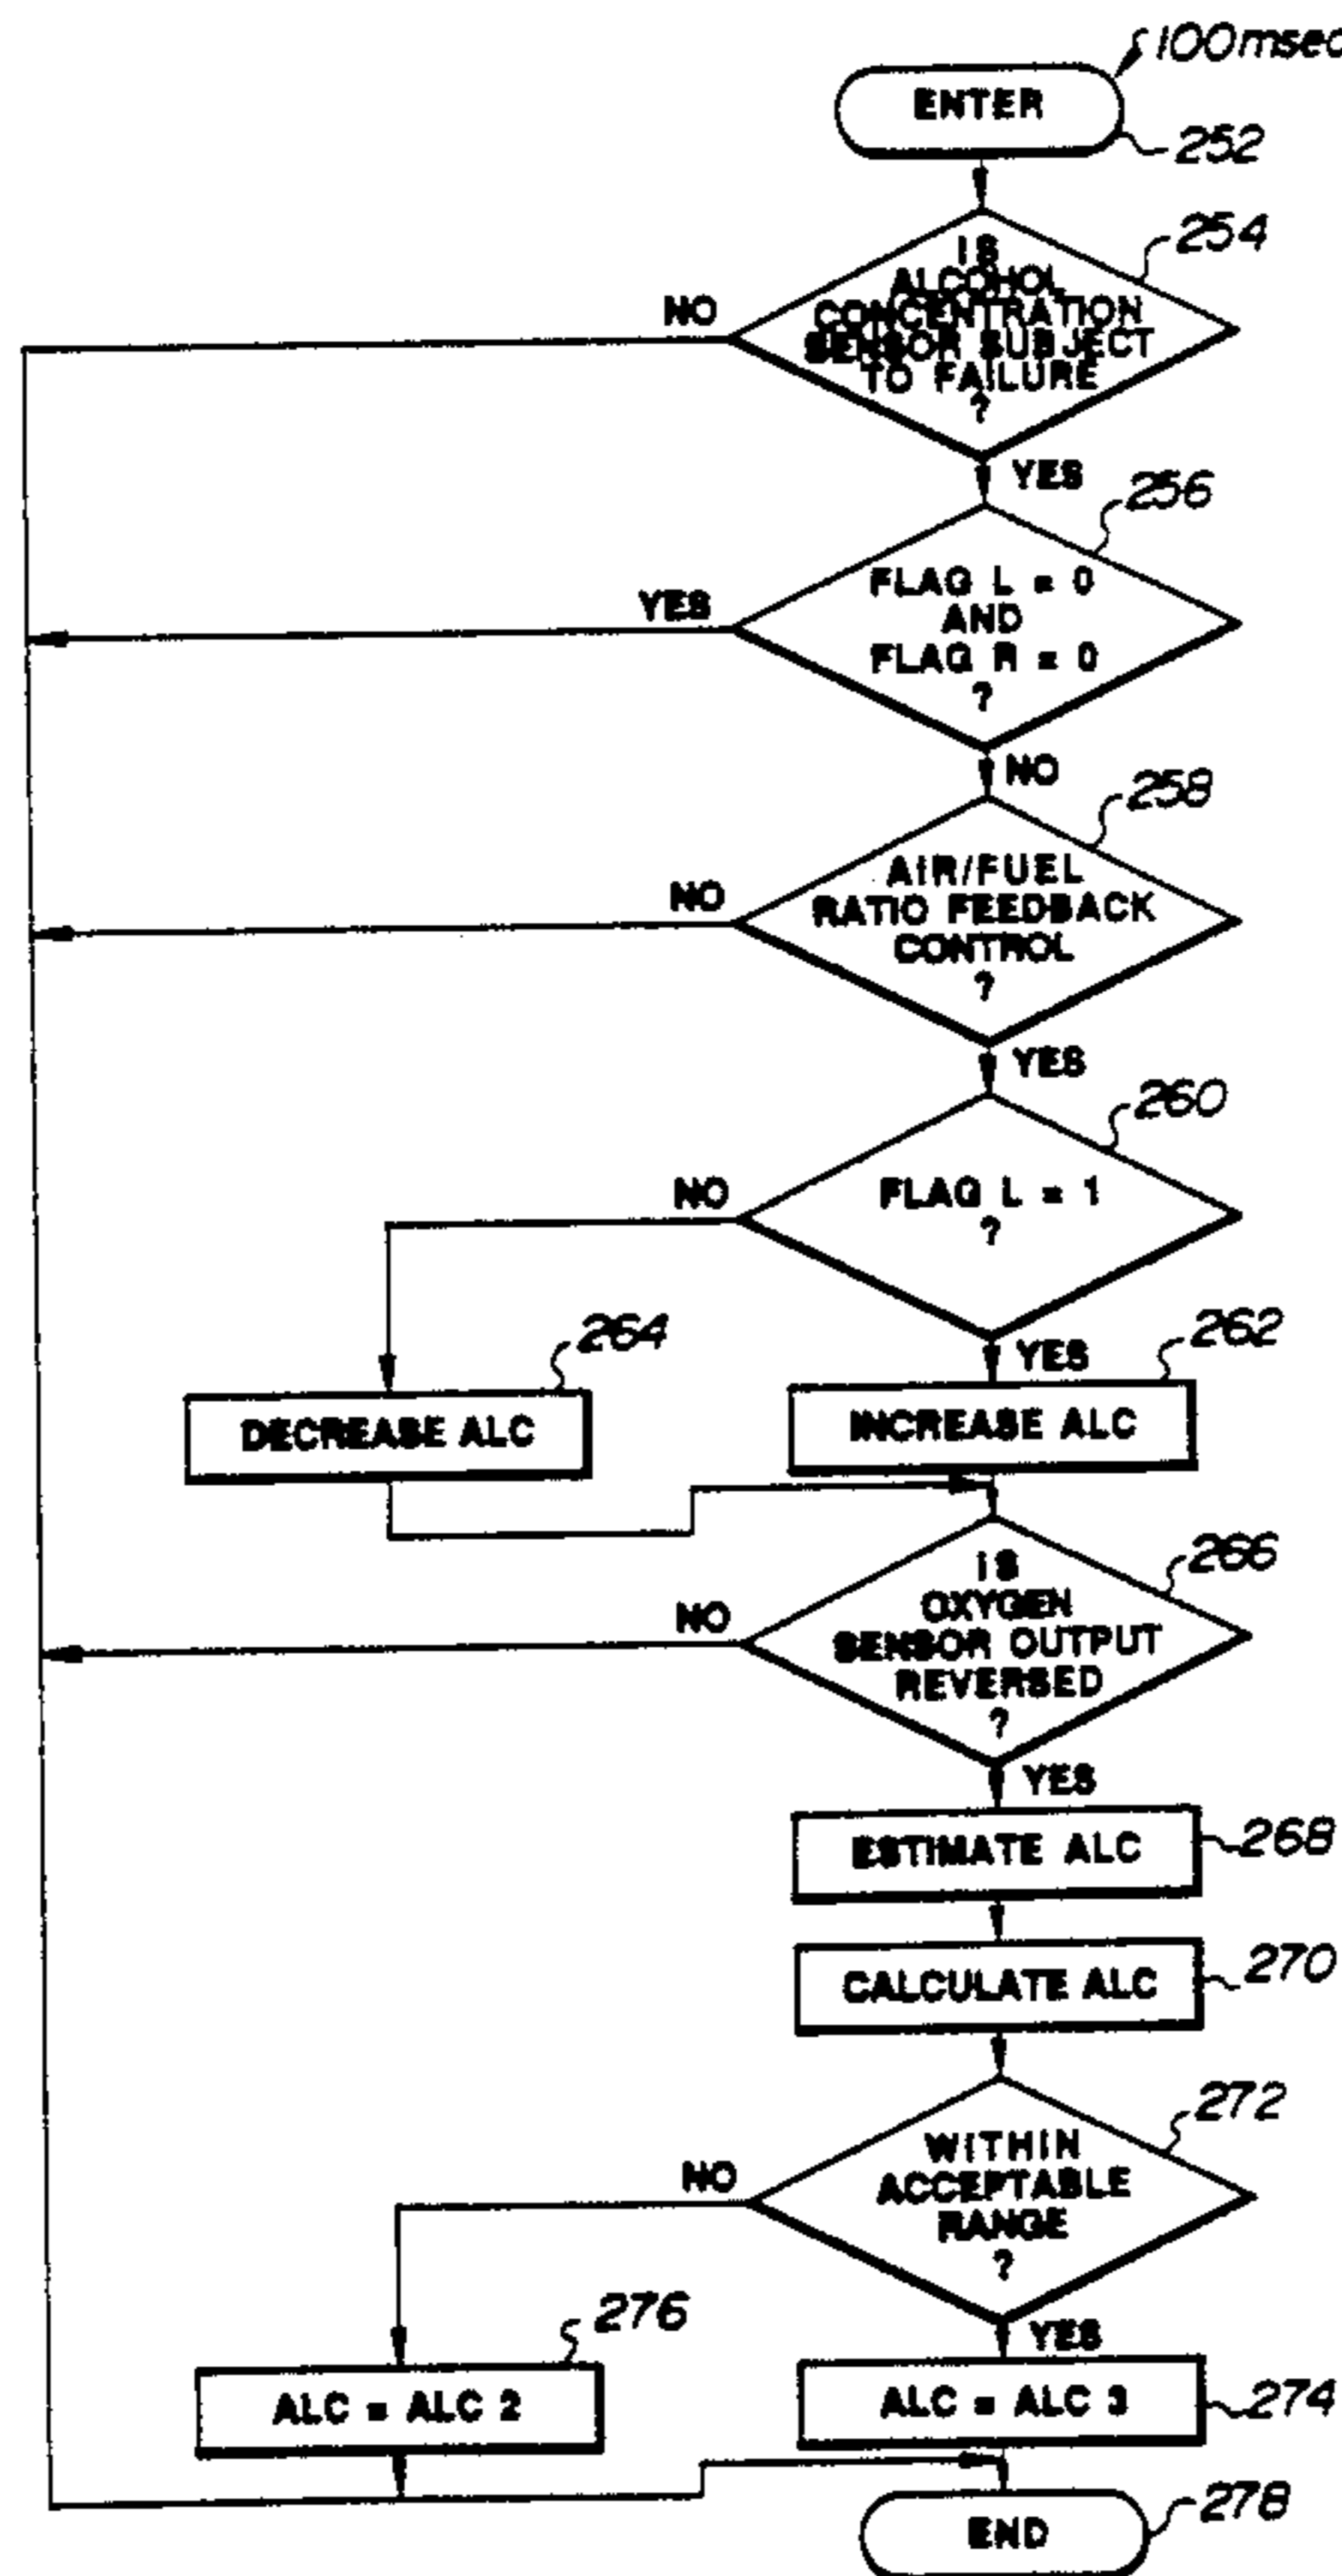 100msec
ENTER
252
254
IS
ALCOHOL
CONCENTRATION
SENSOR SUBJECT
TO FAILURE
?
NO
YES
256
FLAG L = 0
AND
FLAG R = 0
?
YES
NO
258
AIR/FUEL
RATIO FEEDBACK
CONTROL
?
NO
YES
260
FLAG L = 1
?
NO
YES
264
262
DECREASE ALC
INCREASE ALC
266
IS
OXYGEN
SENSOR OUTPUT
REVERSED
?
NO
YES
ESTIMATE ALC
268
CALCULATE ALC
270
272
WITHIN
ACCEPTABLE
RANGE
?
NO
YES
276
ALC = ALC 2
ALC = ALC 3
274
END
278